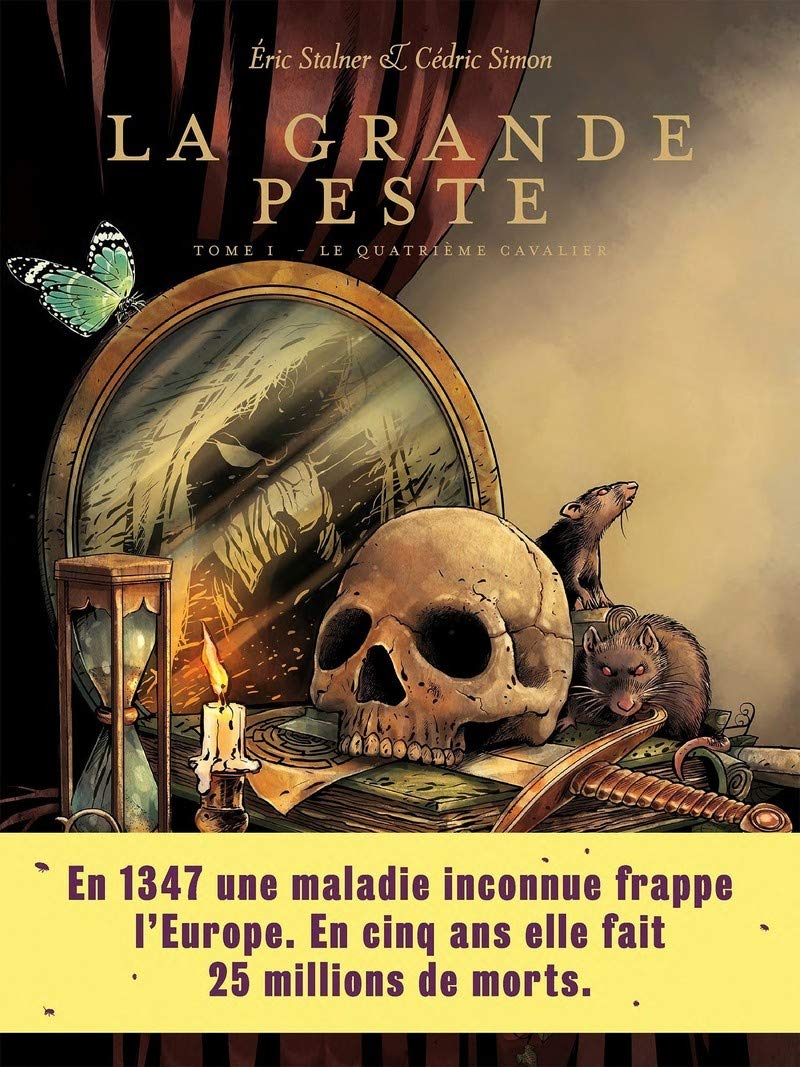 Éric Stalner & Cédric Simon
LA GRANDE
PESTE
TOME I - LE QUATRIÈME CAVALIER
En 1347 une maladie inconnue frappe
l'Europe. En cinq ans elle fait
25 millions de morts.